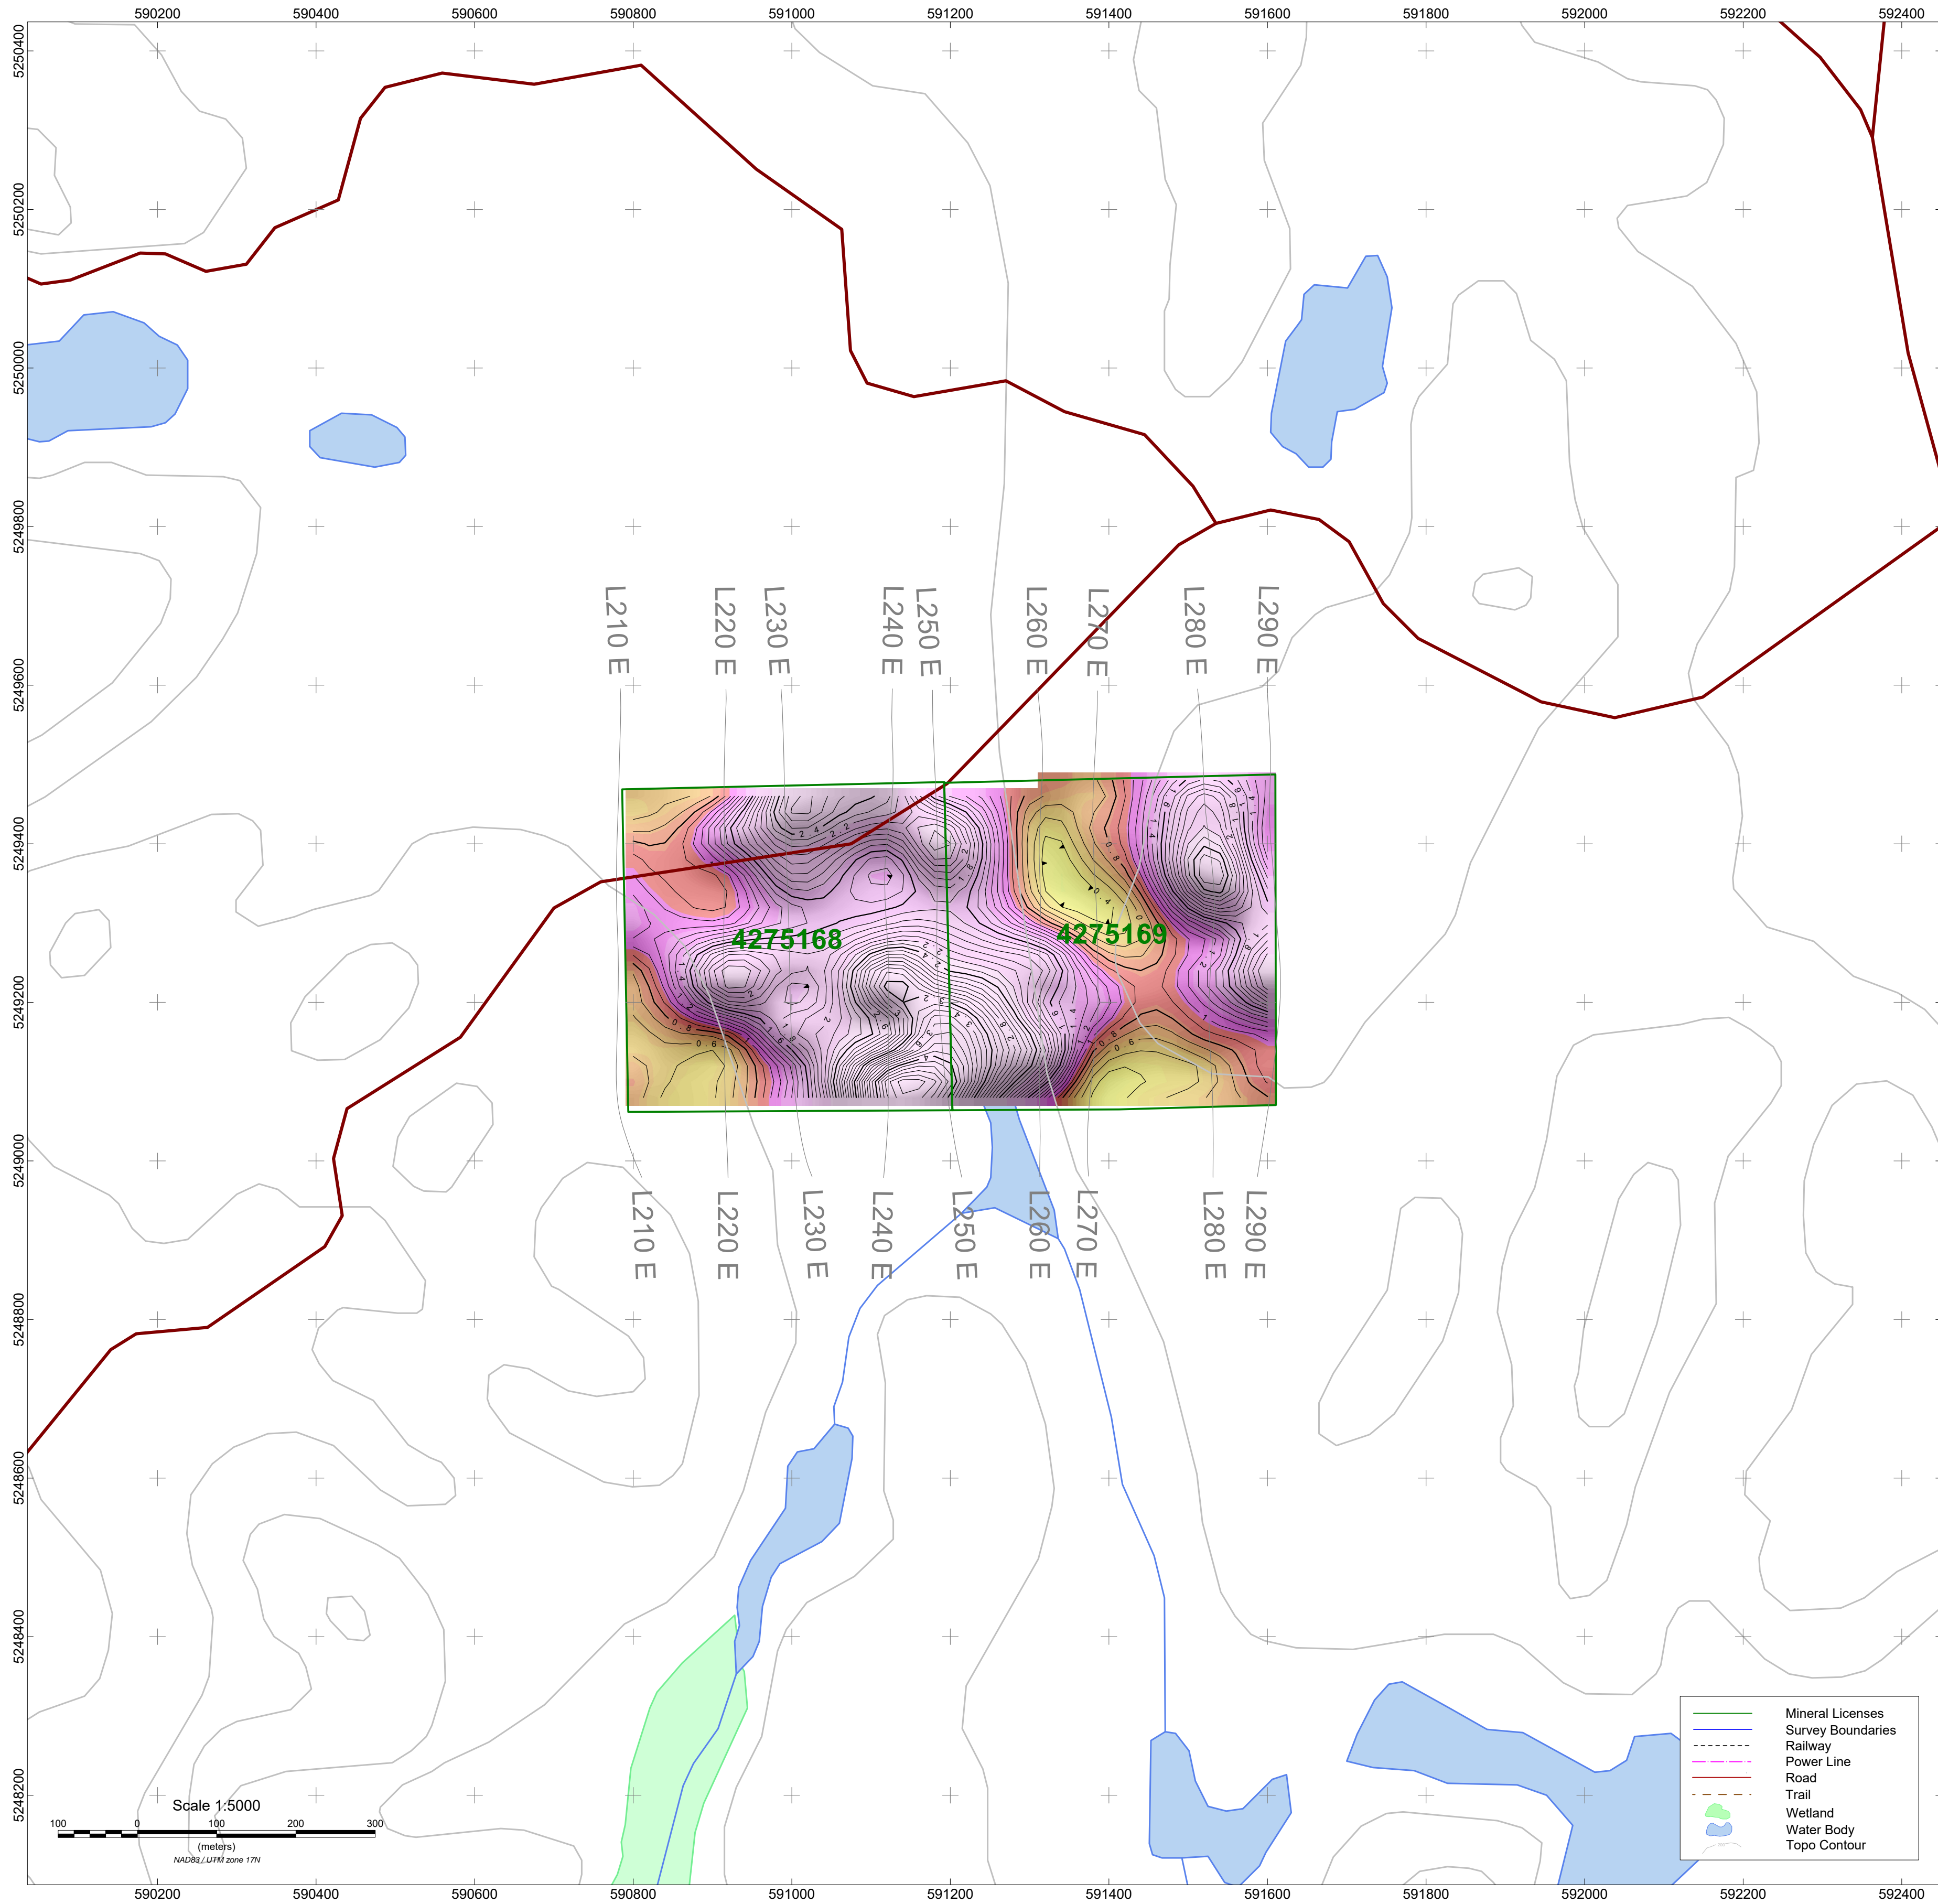 590200 590400 590600 590800 591000 591200 591400 591600 591800 592000 592200 592400
5250400
5250200
5250000
5249800
5249600
5249400
5249200
5249000
5248800
5248600
5248400
5248200
L210 E L220 E L230 E L240 E L250 E L260 E L270 E L280 E L290 E
4275168 4275169
L210 E L220 E L230 E L240 E L250 E L260 E L270 E L280 E L290 E
Scale 1:5000
100 0 100 200 300
(meters)
NAD83 / UTM zone 17N
Mineral Licenses
Survey Boundaries
Railway
Power Line
Road
Trail
Wetland
Water Body
Topo Contour
590200 590400 590600 590800 591000 591200 591400 591600 591800 592000 592200 592400